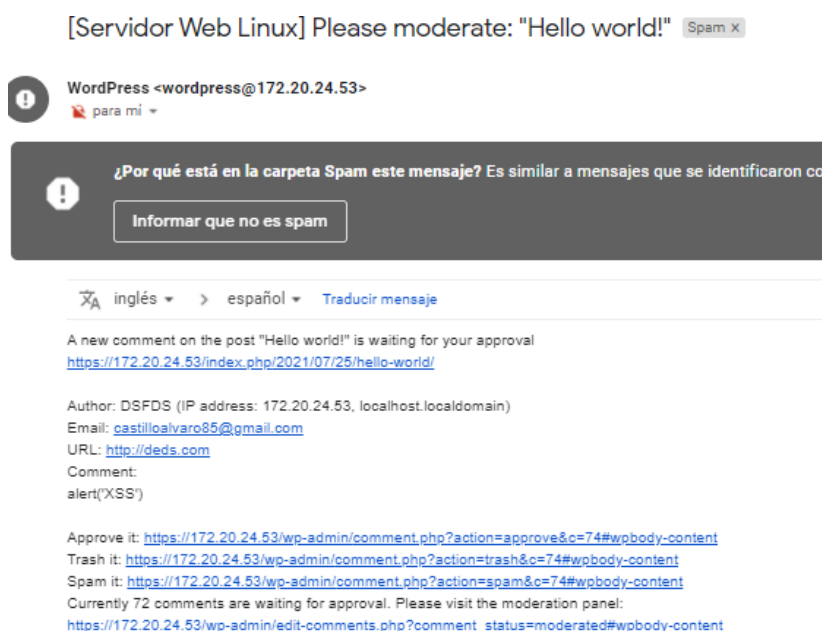 [Servidor Web Linux] Please moderate: "Hello world!" Spam x
WordPress <wordpress@172.20.24.53>
para mí
¿Por qué está en la carpeta Spam este mensaje? Es similar a mensajes que se identificaron co
Informar que no es spam
inglés > español Traducir mensaje
A new comment on the post "Hello world!" is waiting for your approval
https://172.20.24.53/index.php/2021/07/25/hello-world/
Author: DSFDS (IP address: 172.20.24.53, localhost.localdomain)
Email: castilloalvaro85@gmail.com
URL: http://deds.com
Comment:
alert('XSS')
Approve it: https://172.20.24.53/wp-admin/comment.php?action=approve&c=74#wpbody-content
Trash it: https://172.20.24.53/wp-admin/comment.php?action=trash&c=74#wpbody-content
Spam it: https://172.20.24.53/wp-admin/comment.php?action=spam&c=74#wpbody-content
Currently 72 comments are waiting for approval. Please visit the moderation panel:
https://172.20.24.53/wp-admin/edit-comments.php?comment_status=moderated#wpbody-content